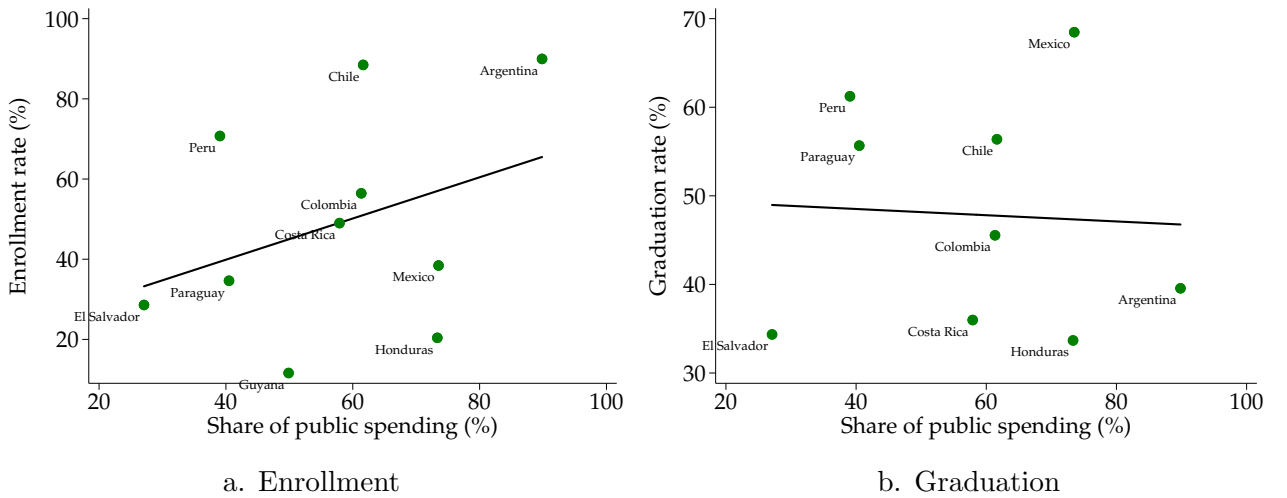 Enrollment rate (%)
100
80
60
40
20
Chile
Argentina
Peru
Colombia
Costa Rica
Mexico
Paraguay
El Salvador
Honduras
Guyana
20 40 60 80 100
Share of public spending (%)
a. Enrollment
Graduation rate (%)
70
60
50
40
30
Mexico
Peru
Paraguay
Chile
Colombia
Argentina
Costa Rica
El Salvador
Honduras
20 40 60 80 100
Share of public spending (%)
b. Graduation